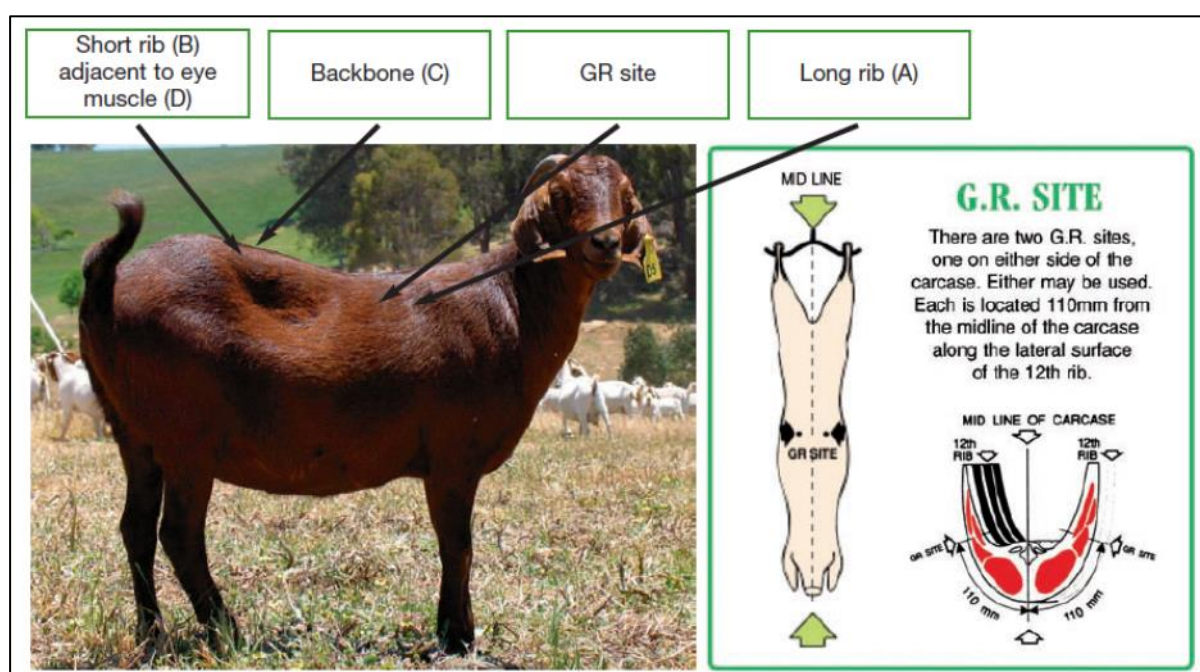 Short rib (B)
adjacent to eye
muscle (D)
Backbone (C)
GR site
Long rib (A)
MID LINE
GR SITE
G.R. SITE
There are two G.R. sites,
one on either side of the
carcase. Either may be used.
Each is located 110mm from
the midline of the carcase
along the lateral surface
of the 12th rib.
MID LINE OF CARCASE
12th
RIB
12th
RIB
GR SITE
GR SITE
110 mm
110 mm